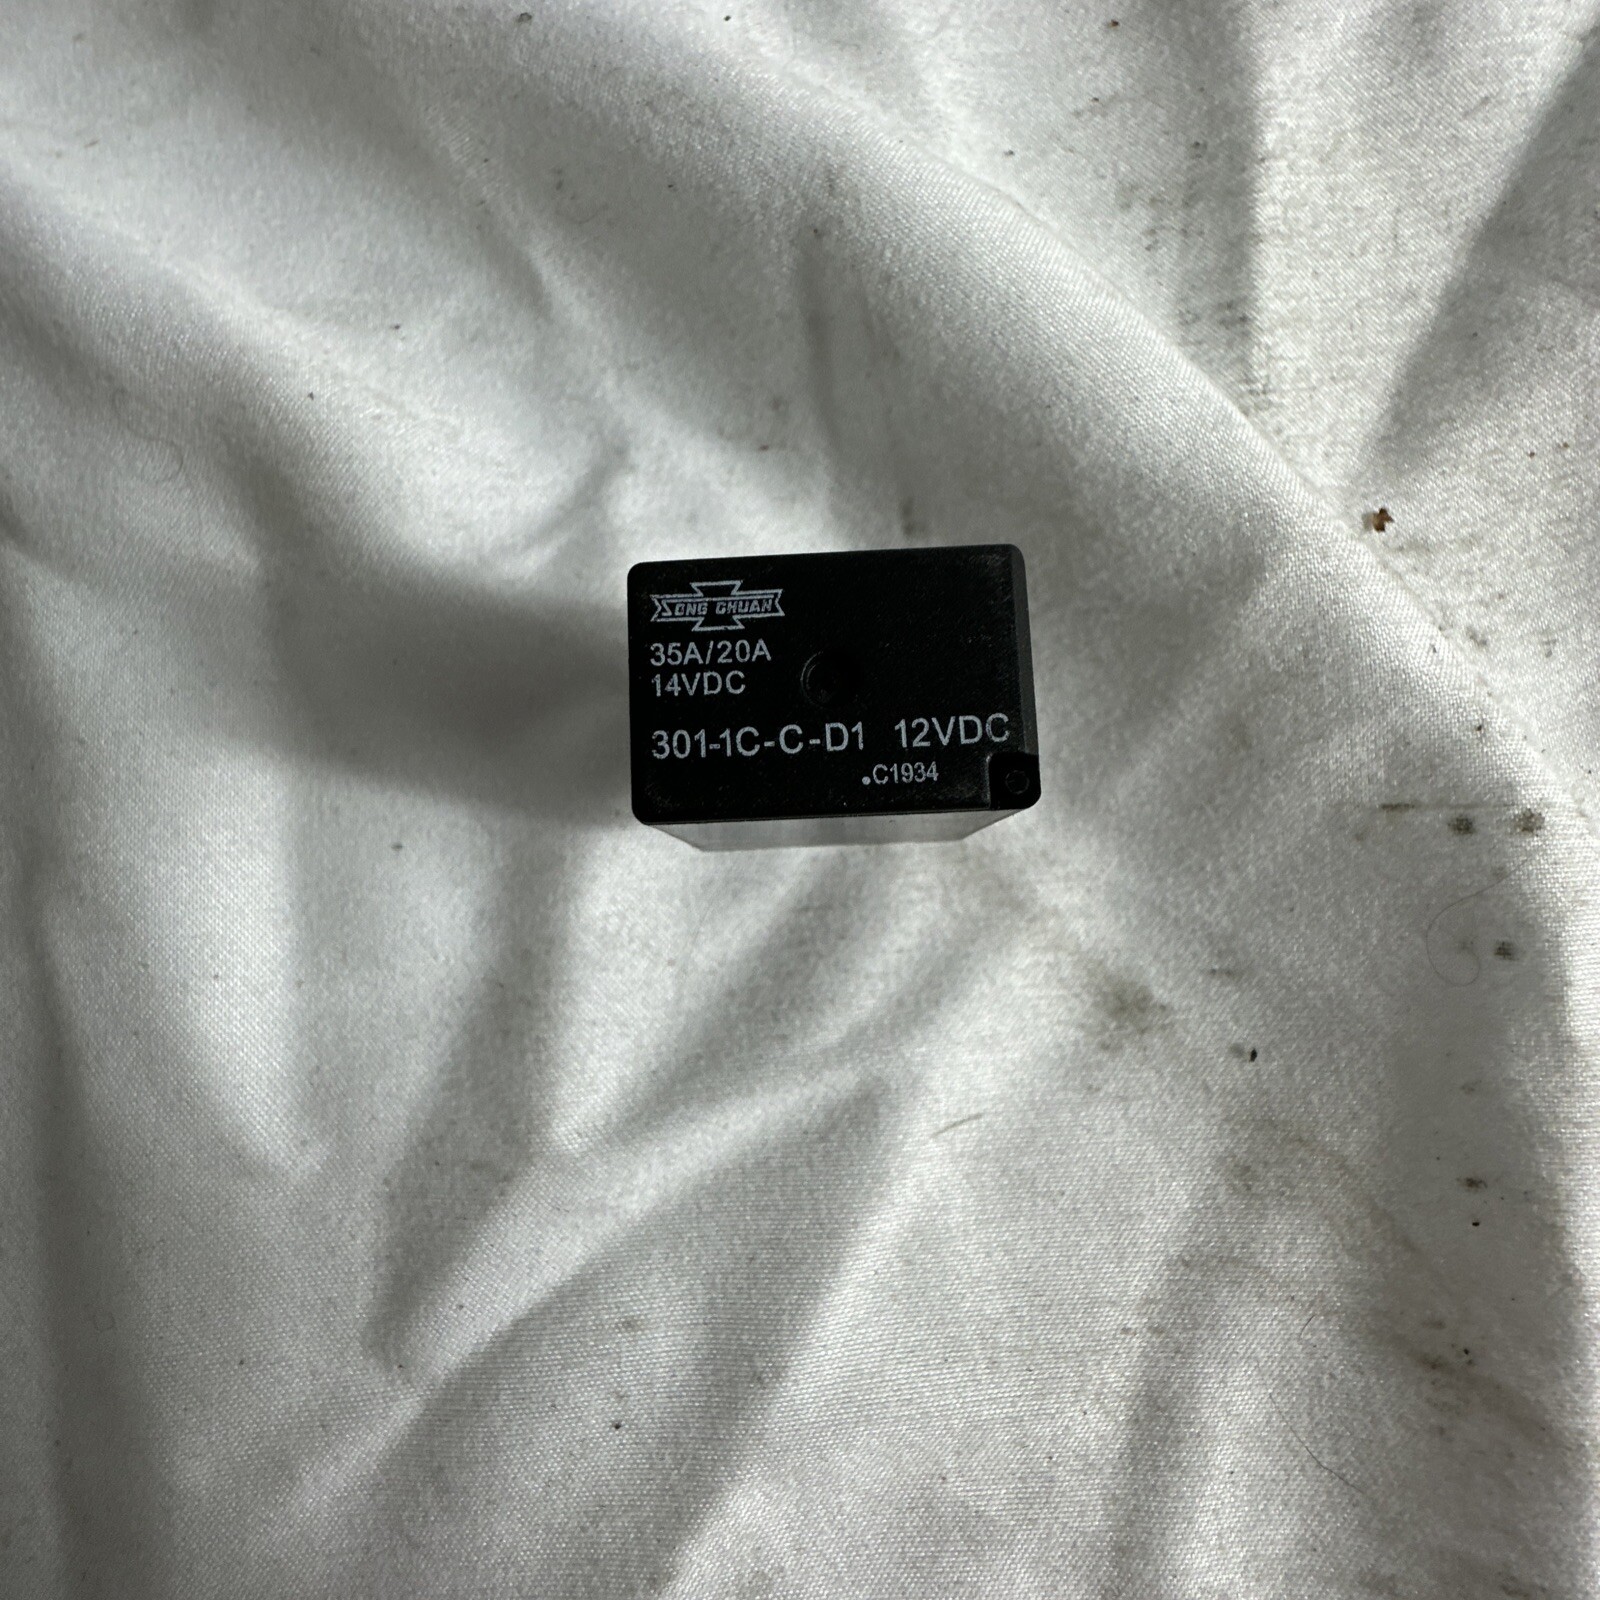 SONG CHUAN
35A/20A
14VDC
301-1C-C-D1 12VDC
.C1934